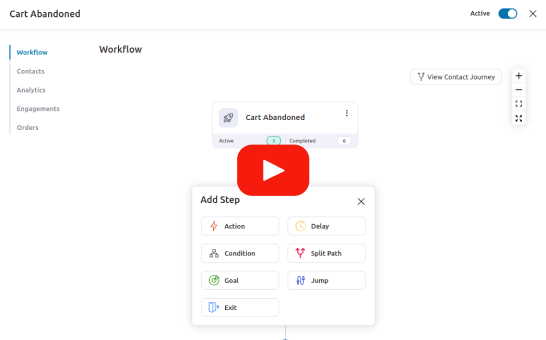 Cart Abandoned
Active
Workflow
Contacts
Analytics
Engagements
Orders
Workflow
View Contact Journey
Cart Abandoned
Active 0 Completed 0
Add Step
Action
Delay
Condition
Split Path
Goal
Jump
Exit